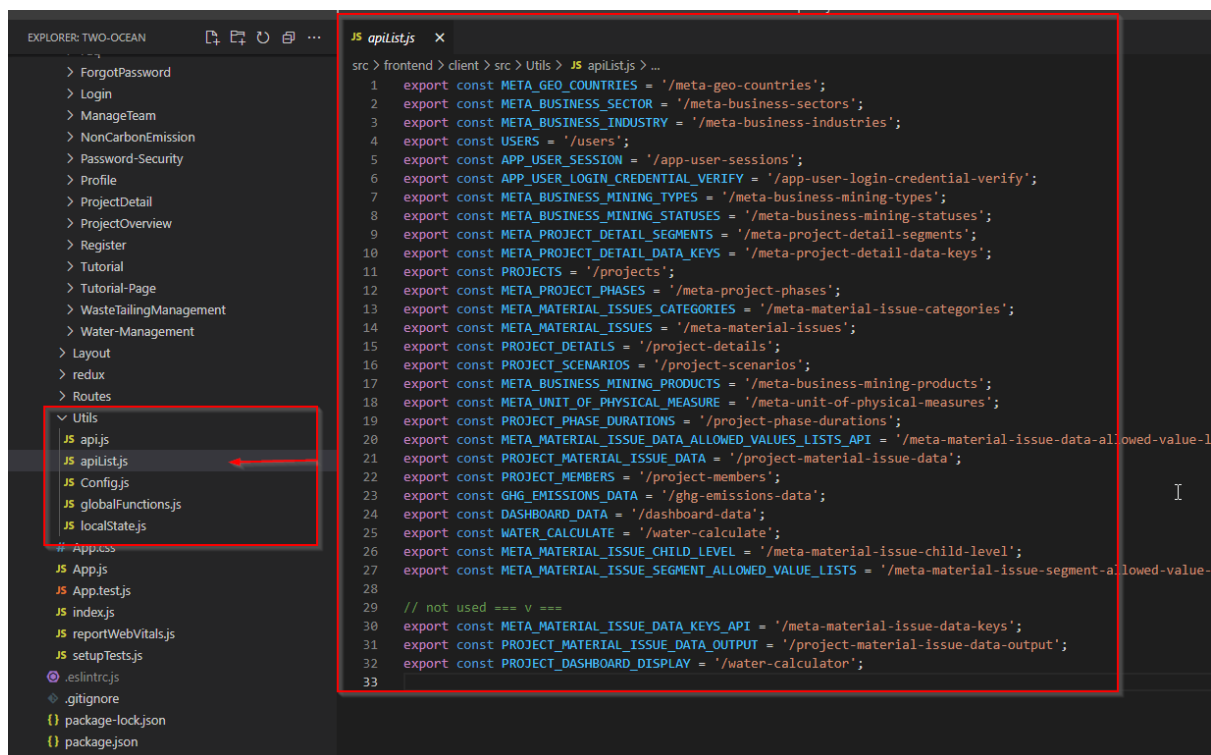 EXPLORER: TWO-OCEAN
> ForgotPassword
> Login
> ManageTeam
> NonCarbonEmission
> Password-Security
> Profile
> ProjectDetail
> ProjectOverview
> Register
> Tutorial
> Tutorial-Page
> WasteTailingManagement
> Water-Management
> Layout
> redux
> Routes
Utils
JS api.js
JS apiList.js
JS Config.js
JS globalFunctions.js
JS localState.js
# App.css
JS App.js
JS App.test.js
JS index.js
JS reportWebVitals.js
JS setupTests.js
.eslintrc.js
.gitignore
{} package-lock.json
{} package.json
JS apiList.js
src > frontend > client > src > Utils > JS apiList.js > ...
1 export const META_GEO_COUNTRIES = '/meta-geo-countries';
2 export const META_BUSINESS_SECTOR = '/meta-business-sectors';
3 export const META_BUSINESS_INDUSTRY = '/meta-business-industries';
4 export const USERS = '/users';
5 export const APP_USER_SESSION = '/app-user-sessions';
6 export const APP_USER_LOGIN_CREDENTIAL_VERIFY = '/app-user-login-credential-verify';
7 export const META_BUSINESS_MINING_TYPES = '/meta-business-mining-types';
8 export const META_BUSINESS_MINING_STATUSES = '/meta-business-mining-statuses';
9 export const META_PROJECT_DETAIL_SEGMENTS = '/meta-project-detail-segments';
10 export const META_PROJECT_DETAIL_DATA_KEYS = '/meta-project-detail-data-keys';
11 export const PROJECTS = '/projects';
12 export const META_PROJECT_PHASES = '/meta-project-phases';
13 export const META_MATERIAL_ISSUES_CATEGORIES = '/meta-material-issue-categories';
14 export const META_MATERIAL_ISSUES = '/meta-material-issues';
15 export const PROJECT_DETAILS = '/project-details';
16 export const PROJECT_SCENARIOS = '/project-scenarios';
17 export const META_BUSINESS_MINING_PRODUCTS = '/meta-business-mining-products';
18 export const META_UNIT_OF_PHYSICAL_MEASURE = '/meta-unit-of-physical-measures';
19 export const PROJECT_PHASE_DURATIONS = '/project-phase-durations';
20 export const META_MATERIAL_ISSUE_DATA_ALLOWED_VALUES_LISTS_API = '/meta-material-issue-data-allowed-value-l
21 export const PROJECT_MATERIAL_ISSUE_DATA = '/project-material-issue-data';
22 export const PROJECT_MEMBERS = '/project-members';
23 export const GHG_EMISSIONS_DATA = '/ghg-emissions-data';
24 export const DASHBOARD_DATA = '/dashboard-data';
25 export const WATER_CALCULATE = '/water-calculate';
26 export const META_MATERIAL_ISSUE_CHILD_LEVEL = '/meta-material-issue-child-level';
27 export const META_MATERIAL_ISSUE_SEGMENT_ALLOWED_VALUE_LISTS = '/meta-material-issue-segment-allowed-value-
28
29 // not used === v ===
30 export const META_MATERIAL_ISSUE_DATA_KEYS_API = '/meta-material-issue-data-keys';
31 export const PROJECT_MATERIAL_ISSUE_DATA_OUTPUT = '/project-material-issue-data-output';
32 export const PROJECT_DASHBOARD_DISPLAY = '/water-calculator';
33